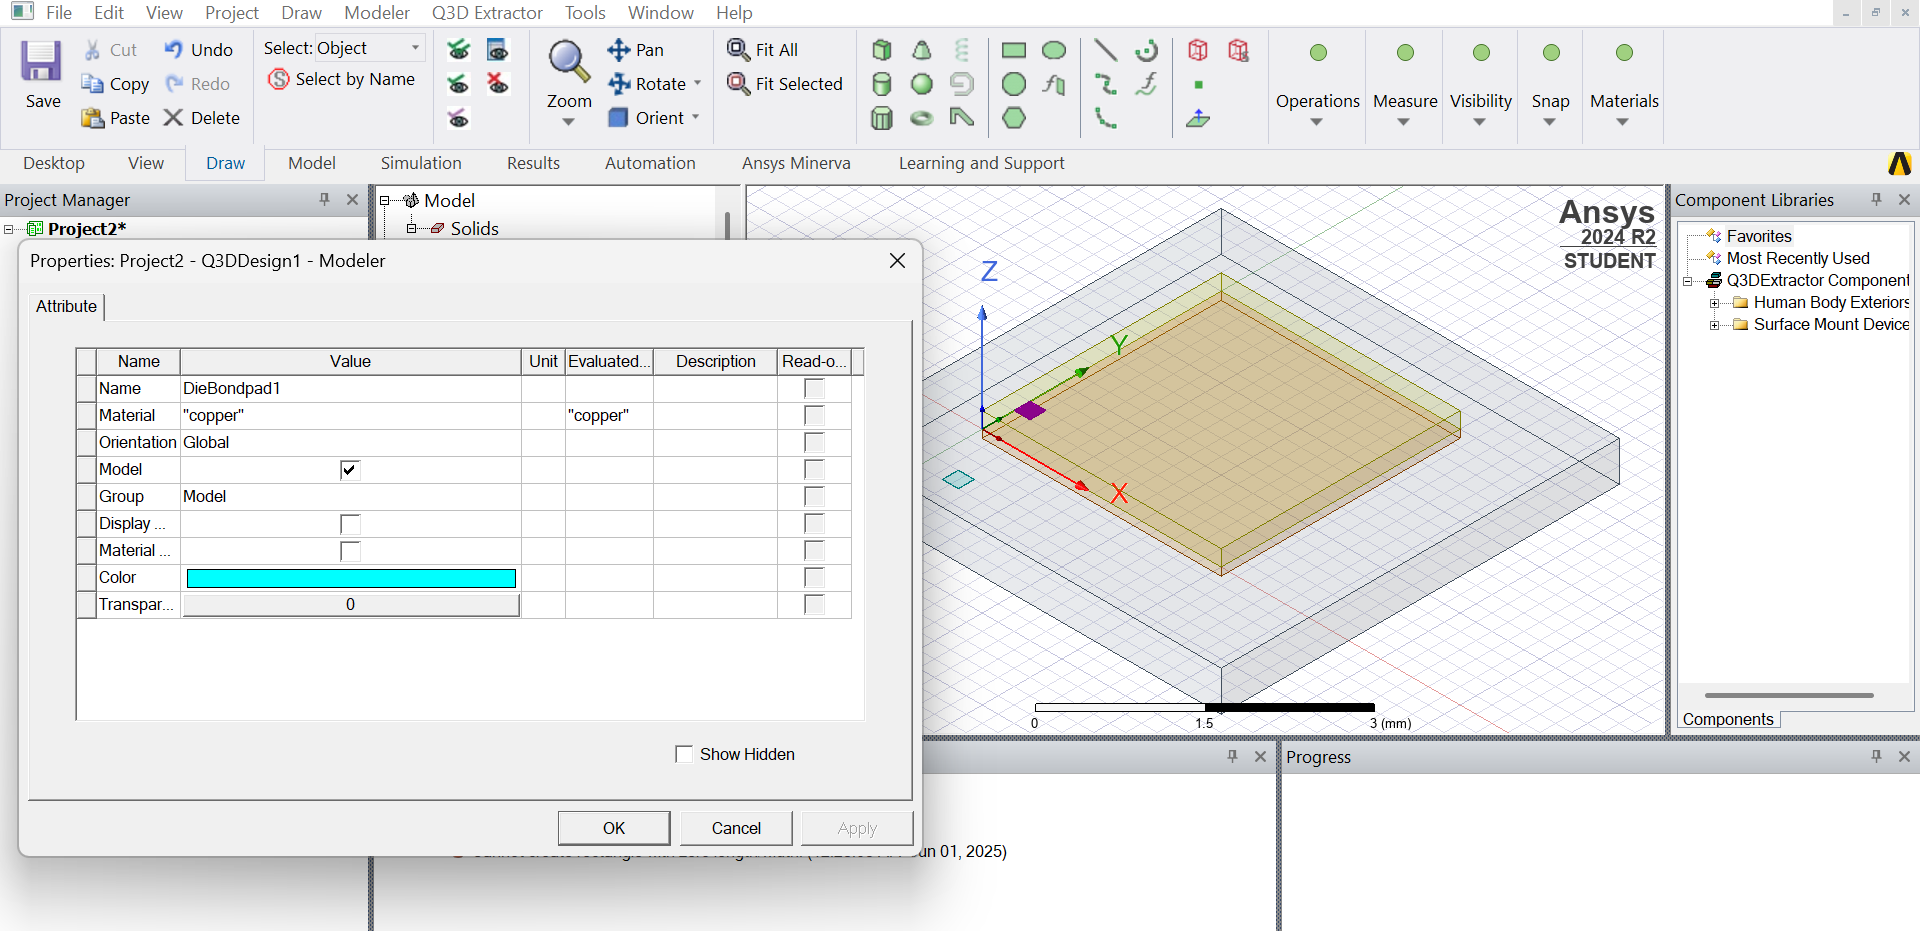 File Edit View Project Draw Modeler Q3D Extractor Tools Window Help
Save
Cut
Copy
Paste
Undo
Redo
Delete
Select: Object
Select by Name
Zoom
Pan
Rotate
Orient
Fit All
Fit Selected
Operations
Measure
Visibility
Snap
Materials
Desktop View Draw Model Simulation Results Automation Ansys Minerva Learning and Support
Project Manager
Project2*
Model
Solids
Properties: Project2 - Q3DDesign1 - Modeler
Attribute
Name Value Unit Evaluated... Description Read-o...
Name DieBondpad1
Material "copper" "copper"
Orientation Global
Model
Group Model
Display ...
Material ...
Color
Transpar... 0
Show Hidden
OK Cancel Apply
Z
Y
X
Ansys
2024 R2
STUDENT
0 1.5 3 (mm)
Component Libraries
Favorites
Most Recently Used
Q3DExtractor Component
Human Body Exteriors
Surface Mount Device
Components
Progress
01, 2025)